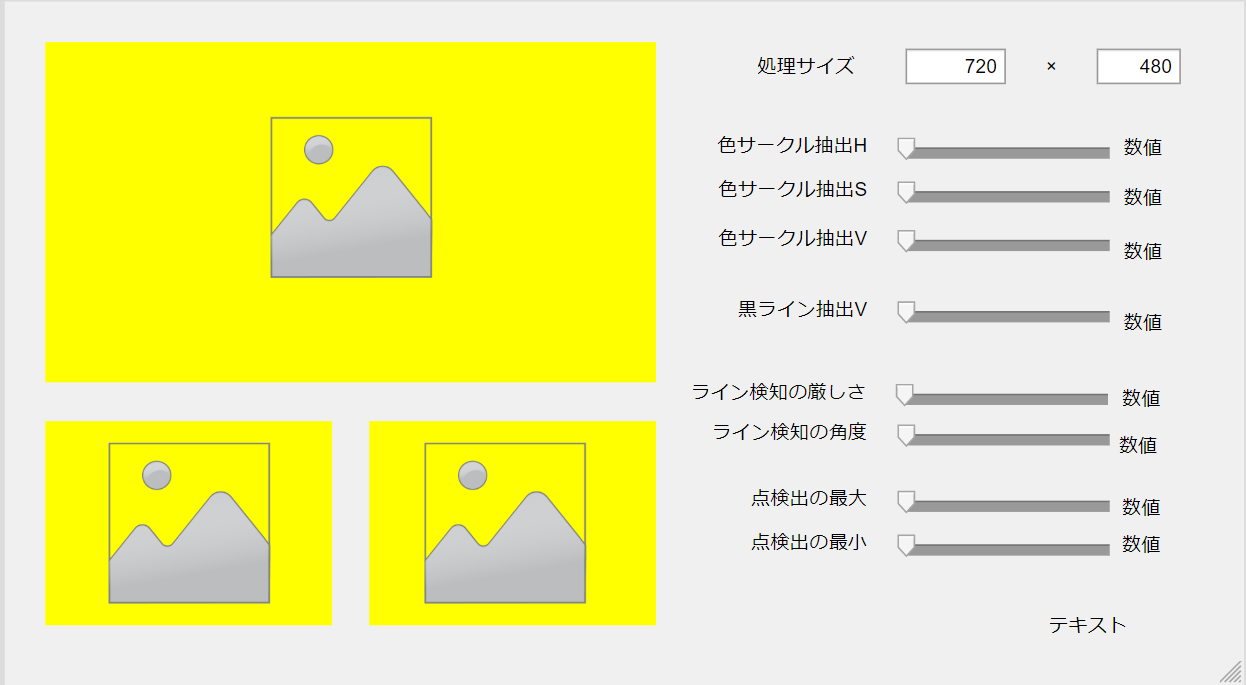 処理サイズ 720 × 480
色サークル抽出H 数値
色サークル抽出S 数値
色サークル抽出V 数値
黒ライン抽出V 数値
ライン検知の厳しさ 数値
ライン検知の角度 数値
点検出の最大 数値
点検出の最小 数値
テキスト